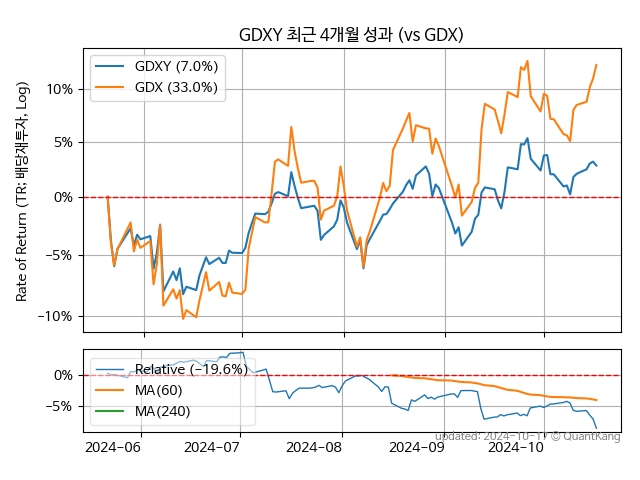 GDXY 최근 4개월 성과 (vs GDX)
Rate of Return (TR: 배당재투자, Log)
GDXY (7.0%)
GDX (33.0%)
10%
5%
0%
−5%
−10%
Relative (−19.6%)
MA(60)
MA(240)
0%
−5%
2024−06
2024−07
2024−08
2024−09
2024−10
updated: 2024−10−17 © QuantKang